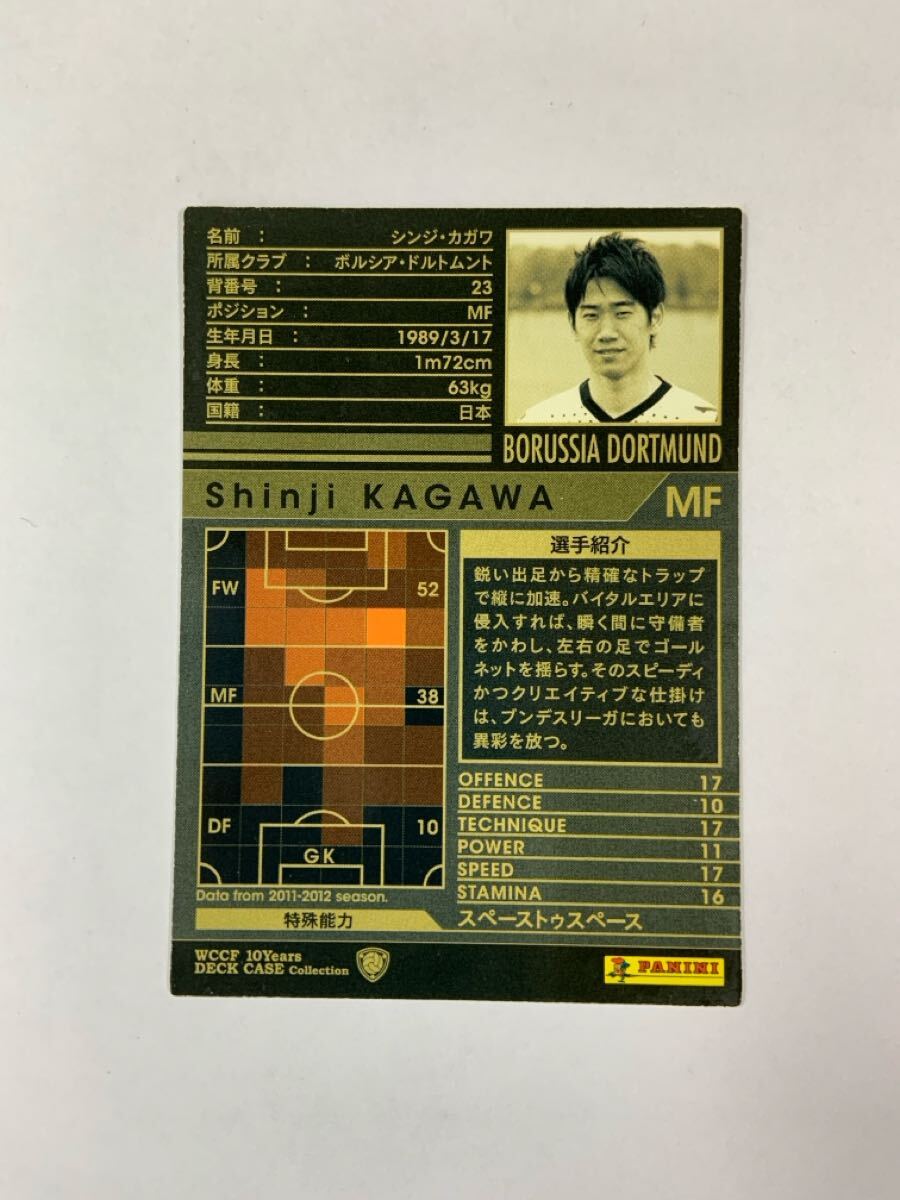 名前 : シンジ・カガワ
所属クラブ : ボルシア・ドルトムント
背番号 : 23
ポジション : MF
生年月日 : 1989/3/17
身長 : 1m72cm
体重 : 63kg
国籍 : 日本
BORUSSIA DORTMUND
Shinji KAGAWA MF
FW 52
MF 38
DF 10
GK
Data from 2011-2012 season.
選手紹介
鋭い出足から精確なトラップ
で縦に加速。バイタルエリアに
侵入すれば、瞬く間に守備者
をかわし、左右の足でゴール
ネットを揺らす。そのスピーディ
かつクリエイティブな仕掛け
は、ブンデスリーガにおいても
異彩を放つ。
OFFENCE 17
DEFENCE 10
TECHNIQUE 17
POWER 11
SPEED 17
STAMINA 16
特殊能力 スペーストゥスペース
WCCF 10Years
DECK CASE Collection
PANINI